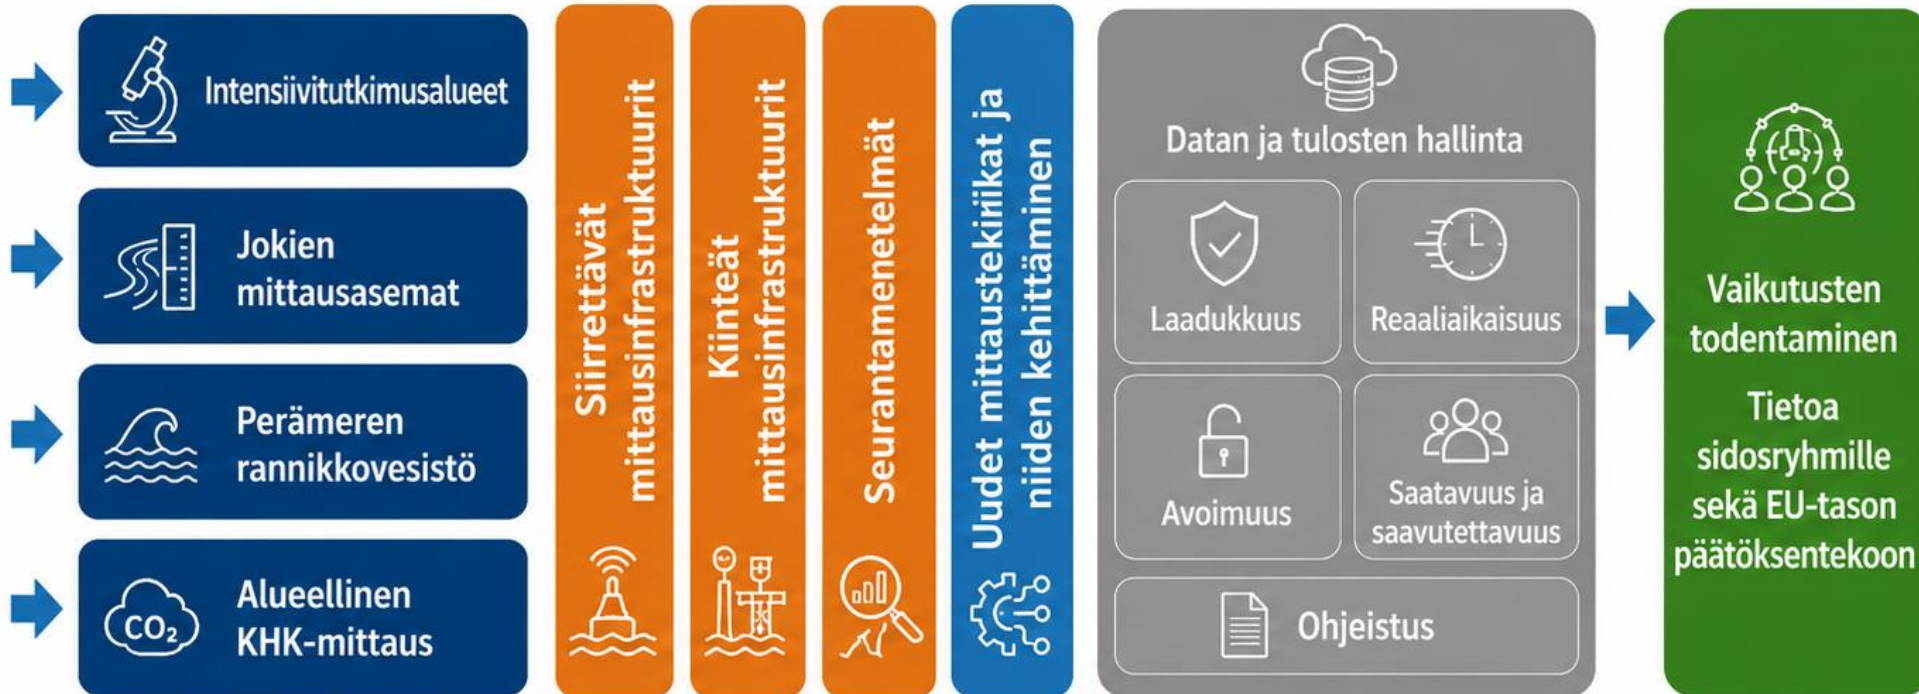 Intensiivitutkimusalueet
Jokien
mittausasemat
Perämeren
rannikkovesistö
CO₂
Alueellinen
KHK-mittaus
Siirrettävät
mittausinfrastruktuurit
Kiinteät
mittausinfrastruktuurit
Seurantamenetelmät
Uudet mittaustekiriikat ja
niiden kehittäminen
Datan ja tulosten hallinta
Laadukkuus
Reaaliaikaisuus
Avoimuus
Saatavuus ja
saavutettavuus
Ohjeistus
Vaikutusten
todentaminen
Tietoa
sidosryhmille
sekä EU-tason
päätöksentekoon